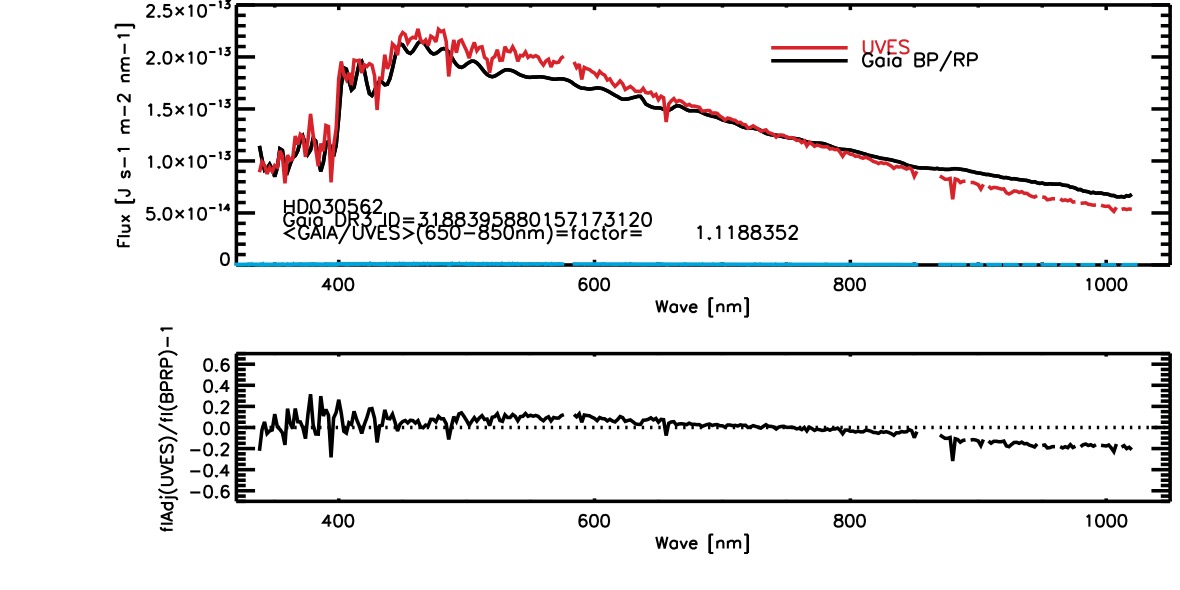 2.5×10⁻¹³
2.0×10⁻¹³
1.5×10⁻¹³
1.0×10⁻¹³
5.0×10⁻¹⁴
0
Flux [J s−1 m−2 nm−1]
UVES
Gaia BP/RP
HD030562
Gaia DR3 ID=3188395880157173120
<GAIA/UVES>(650−850nm)=factor= 1.1188352
400 600 800 1000
Wave [nm]
flAdj(UVES)/fl(BPRP)−1
0.6
0.4
0.2
0.0
−0.2
−0.4
−0.6
400 600 800 1000
Wave [nm]